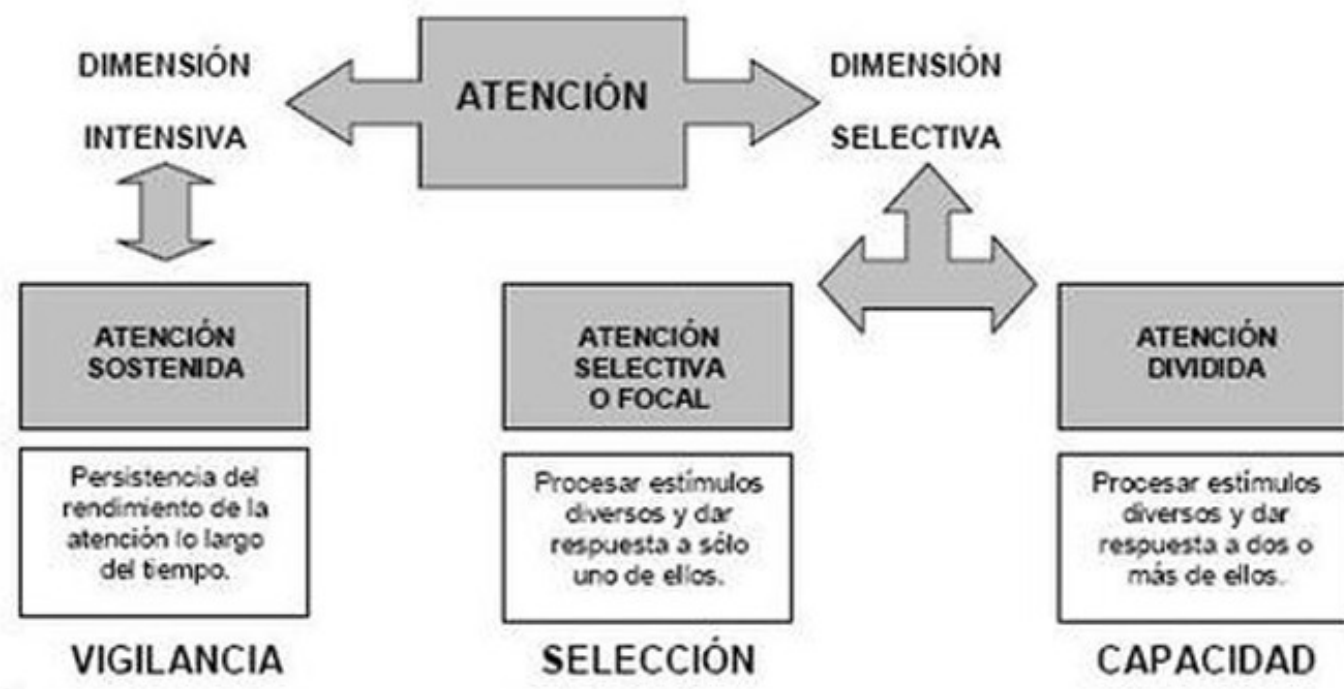 ATENCIÓN
DIMENSIÓN
INTENSIVA
DIMENSIÓN
SELECTIVA
ATENCIÓN
SOSTENIDA
Persistencia del
rendimiento de la
atención lo largo
del tiempo.
VIGILANCIA
ATENCIÓN
SELECTIVA
O FOCAL
Procesar estímulos
diversos y dar
respuesta a sólo
uno de ellos.
SELECCIÓN
ATENCIÓN
DIVIDIDA
Procesar estímulos
diversos y dar
respuesta a dos o
más de ellos.
CAPACIDAD